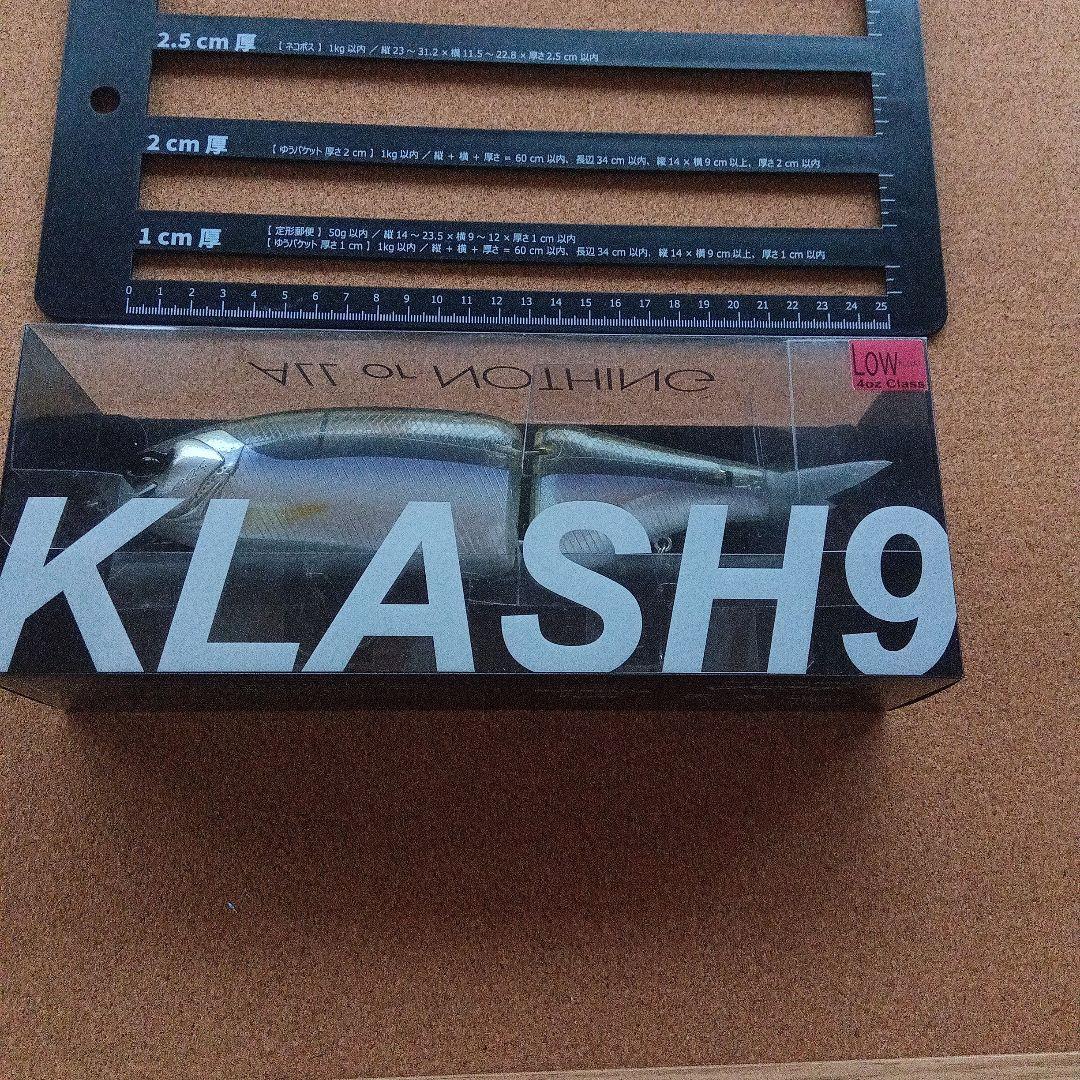 2.5 cm 厚
【 ネコポス 】 1kg 以内 ／ 縦 23 ～ 31.2 × 横 11.5 ～ 22.8 × 厚さ 2.5 cm 以内
2 cm 厚
【 ゆうパケット 厚さ 2 cm 】 1kg 以内 ／ 縦 + 横 + 厚さ = 60 cm 以内、長辺 34 cm 以内、縦 14 × 横 9 cm 以上、厚さ 2 cm 以内
1 cm 厚
【 定形郵便 】 50g 以内 ／ 縦 14 ～ 23.5 × 横 9 ～ 12 × 厚さ 1 cm 以内
【 ゆうパケット 厚さ 1 cm 】 1kg 以内 ／ 縦 + 横 + 厚さ = 60 cm 以内、長辺 34 cm 以内、縦 14 × 横 9 cm 以上、厚さ 1 cm 以内
0 1 2 3 4 5 6 7 8 9 10 11 12 13 14 15 16 17 18 19 20 21 22 23 24 25
ALL or NOTHING
LOW
4oz Class
KLASH9